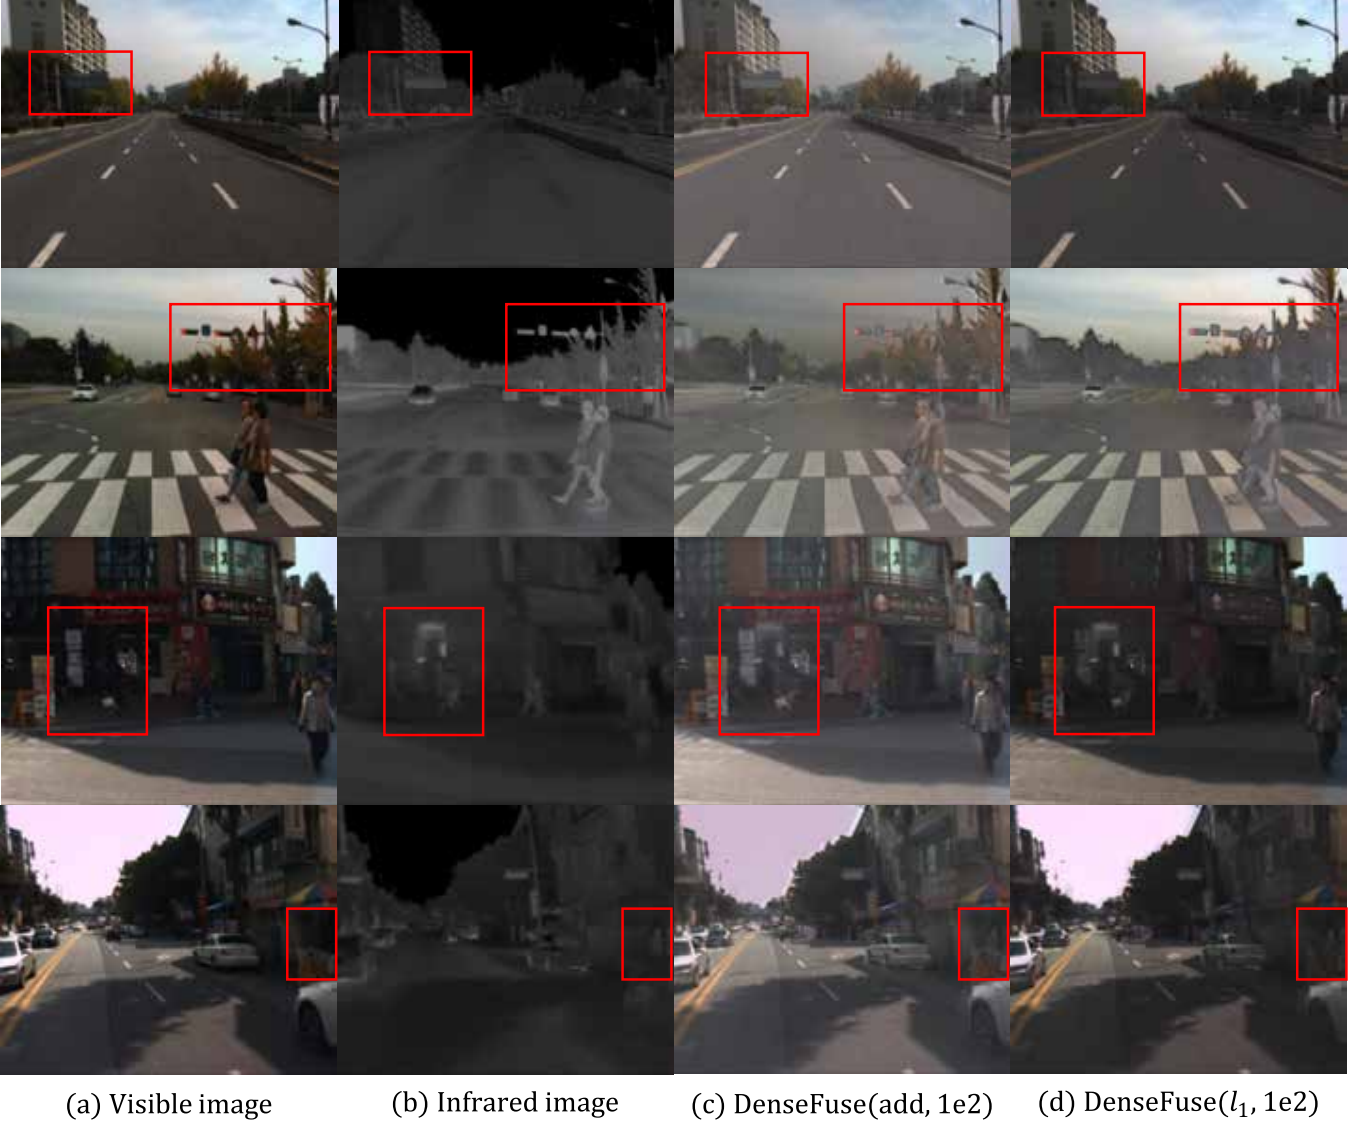 (a) Visible image
(b) Infrared image
(c) DenseFuse(add, 1e2)
(d) DenseFuse(l₁, 1e2)